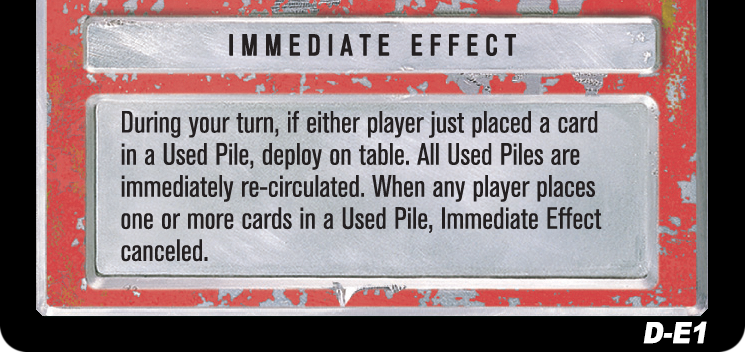 IMMEDIATE EFFECT
During your turn, if either player just placed a card
in a Used Pile, deploy on table. All Used Piles are
immediately re-circulated. When any player places
one or more cards in a Used Pile, Immediate Effect
canceled.
D-E1